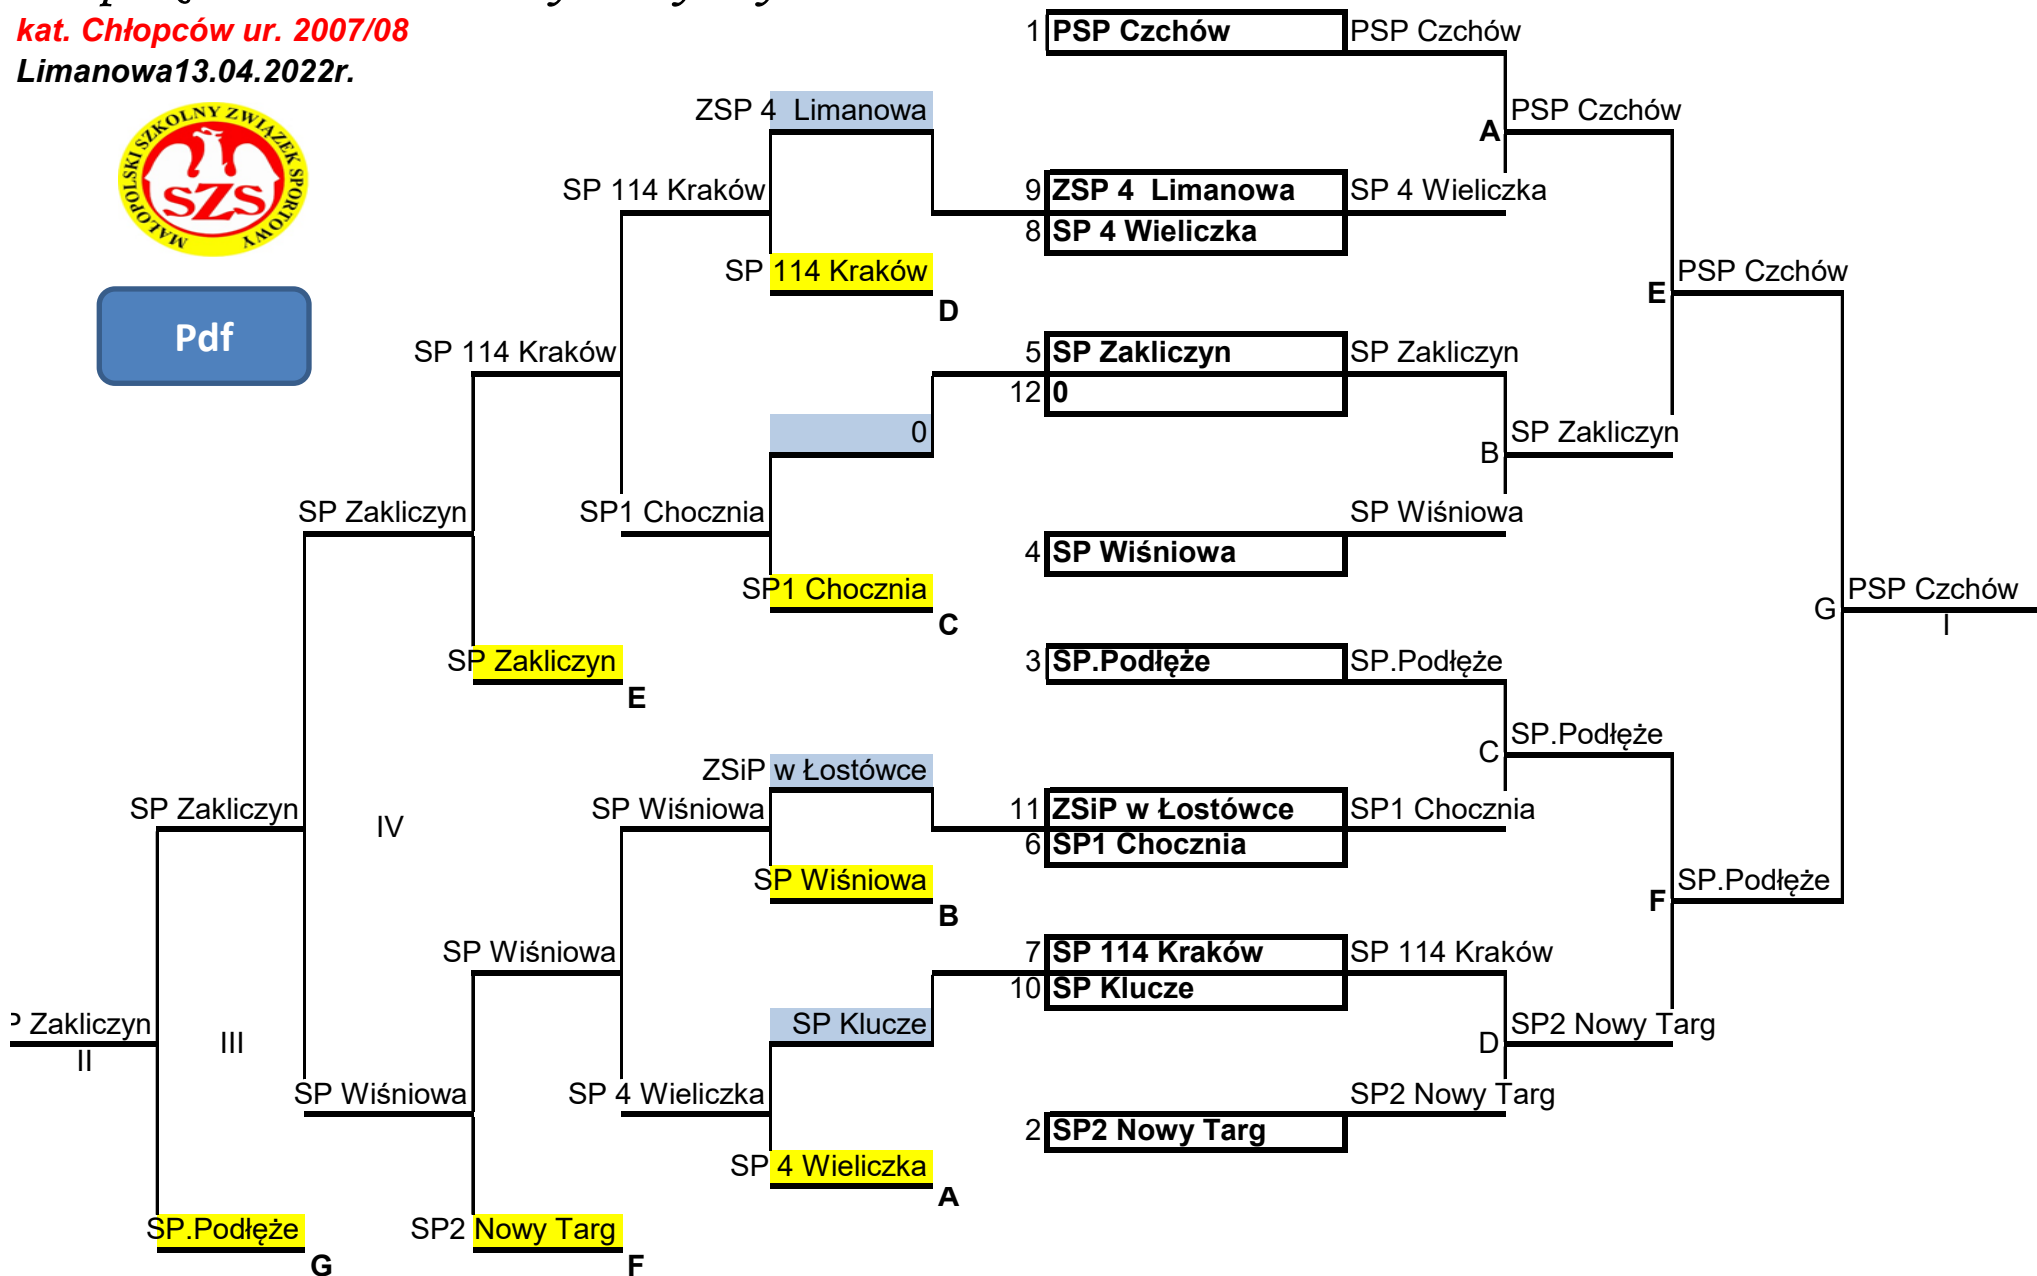 kat. Chłopców ur. 2007/08
Limanowa13.04.2022r.
MAŁOPOLSKI SZKOLNY ZWIĄZEK SPORTOWY
SZS
Pdf
1 PSP Czchów PSP Czchów
ZSP 4  Limanowa
A PSP Czchów
SP 114 Kraków
9 ZSP 4  Limanowa SP 4 Wieliczka
8 SP 4 Wieliczka
SP 114 Kraków
D
E PSP Czchów
SP 114 Kraków
5 SP Zakliczyn SP Zakliczyn
12 0
0
B SP Zakliczyn
SP Zakliczyn
SP1 Chocznia
SP Wiśniowa
4 SP Wiśniowa
SP1 Chocznia
C
G PSP Czchów
I
SP Zakliczyn
E
3 SP.Podłęże SP.Podłęże
C SP.Podłęże
ZSiP w Łostówce
SP Zakliczyn
IV
SP Wiśniowa
11 ZSiP w Łostówce SP1 Chocznia
6 SP1 Chocznia
SP Wiśniowa
B
F SP.Podłęże
SP Wiśniowa
7 SP 114 Kraków SP 114 Kraków
10 SP Klucze
P Zakliczyn
II
III
SP Klucze
D SP2 Nowy Targ
SP Wiśniowa
SP 4 Wieliczka
SP2 Nowy Targ
2 SP2 Nowy Targ
SP 4 Wieliczka
A
SP.Podłęże
G
SP2 Nowy Targ
F